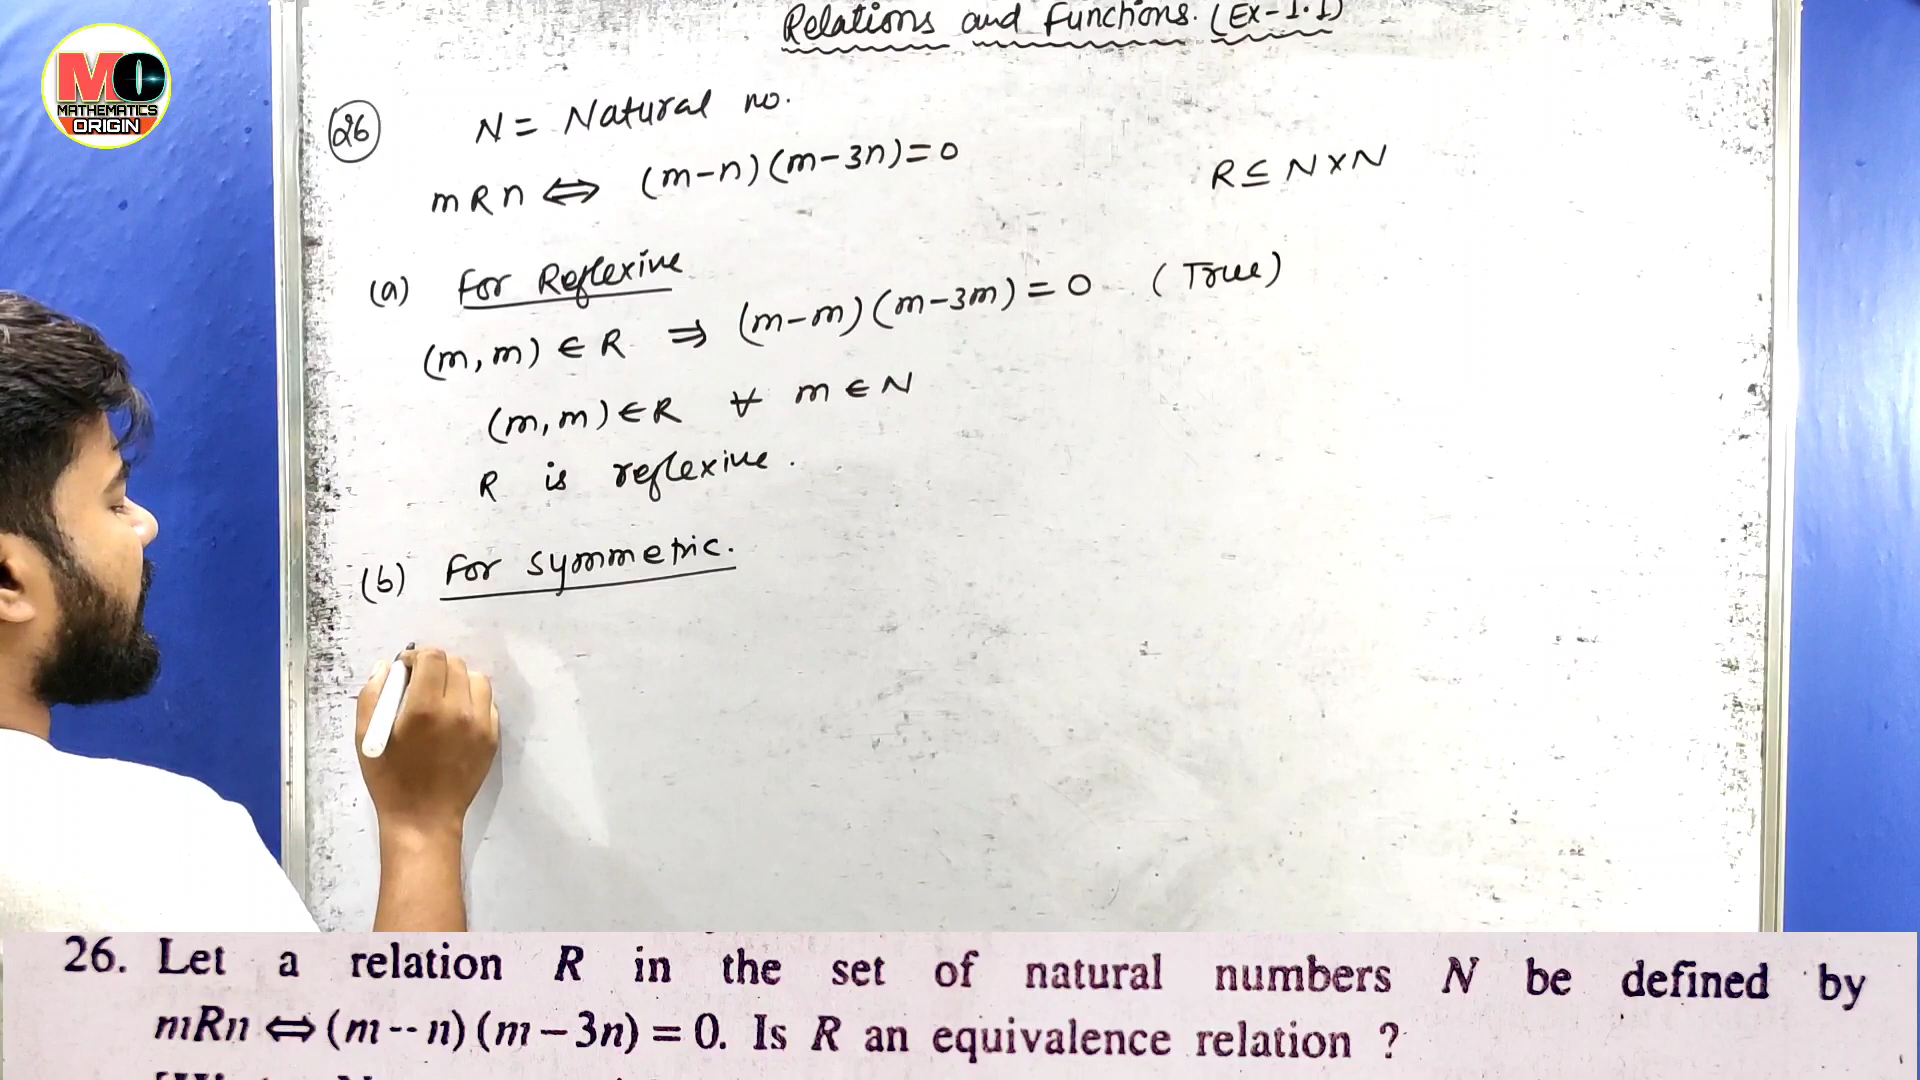 MO
MATHEMATICS
ORIGIN
Relations and Functions. (Ex-1.1)
26
N = Natural no.
m R n ⇔ (m-n)(m-3n)=0
R ⊆ N×N
(a) For Reflexive
(m,m) ∈ R ⇒ (m-m)(m-3m) = 0 (True)
(m,m) ∈ R ∀ m ∈ N
R is reflexive.
(b) For Symmetric.
26. Let a relation R in the set of natural numbers N be defined by
mRn ⇔ (m -- n) (m – 3n) = 0. Is R an equivalence relation ?